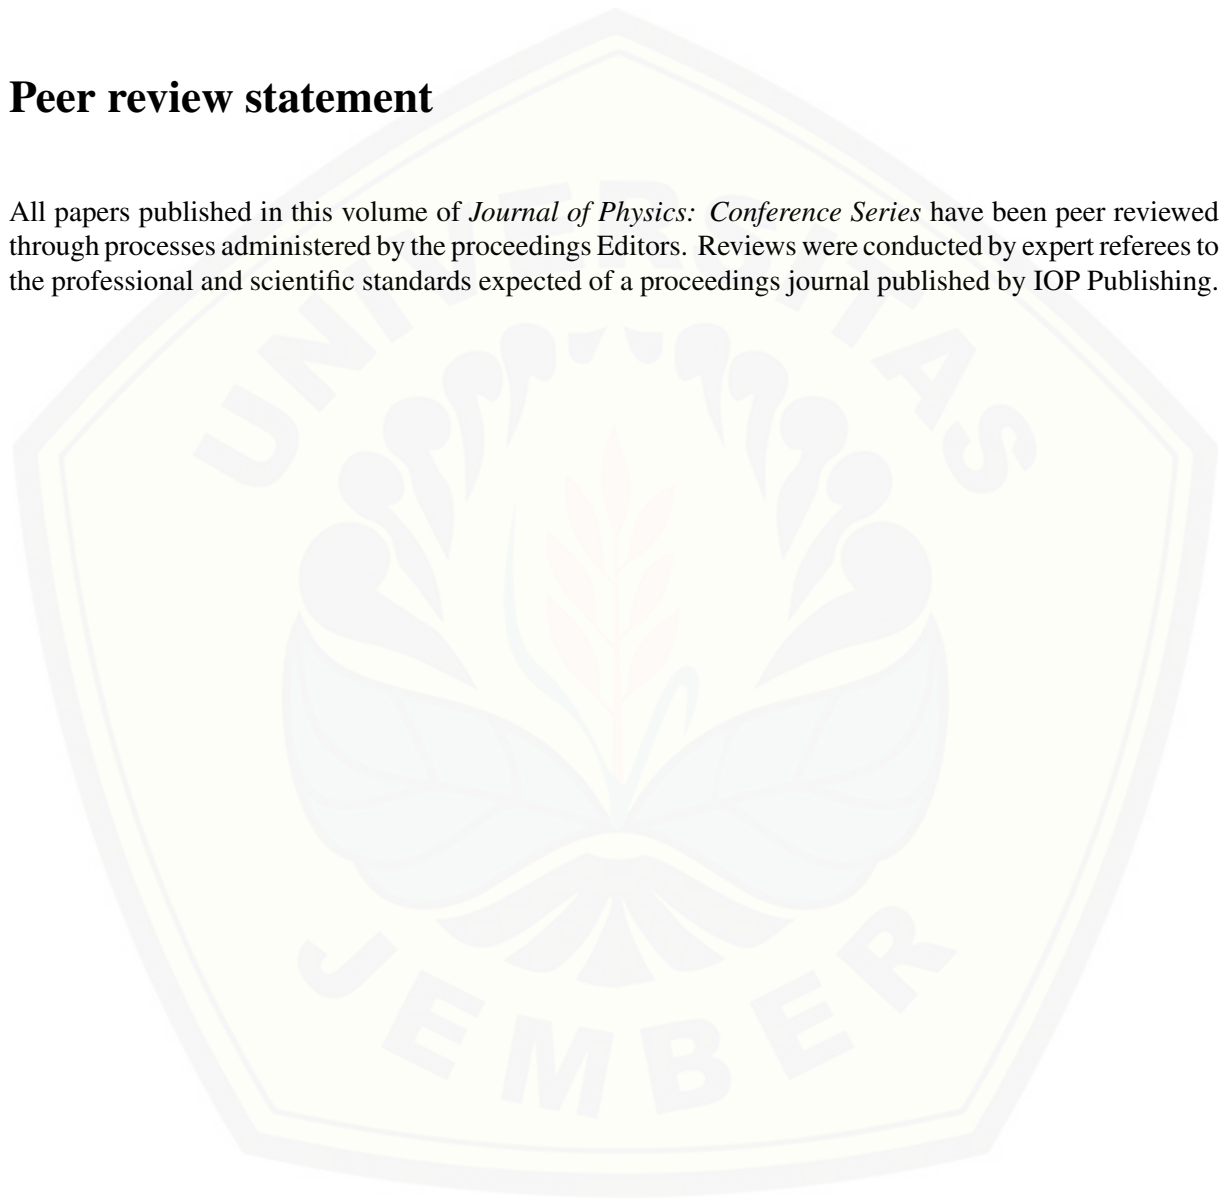 Peer review statement
All papers published in this volume of Journal of Physics: Conference Series have been peer reviewed
through processes administered by the proceedings Editors. Reviews were conducted by expert referees to
the professional and scientific standards expected of a proceedings journal published by IOP Publishing.
UNIVERSITAS
JEMBER